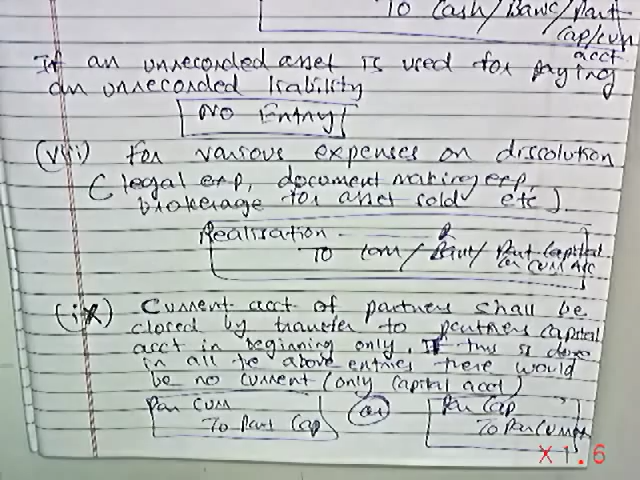 To Cash/Bank/Part
Cap/Curr
acct
If an unrecorded asset is used for paying
an unrecorded liability
No Entry
(viii) For various expenses on dissolution
(legal exp, document making exp,
brokerage for asset sold etc)
Realisation
To Cash/Bank/Part Capital
or Curr A/c
(ix) Current acct of partners shall be
closed by transfer to partners capital
acct in beginning only. If this is done
in all the above entries there would
be no current (only capital acct)
Par Curr
To Part Cap
or
Par Cap
To Par Curr
X1.6